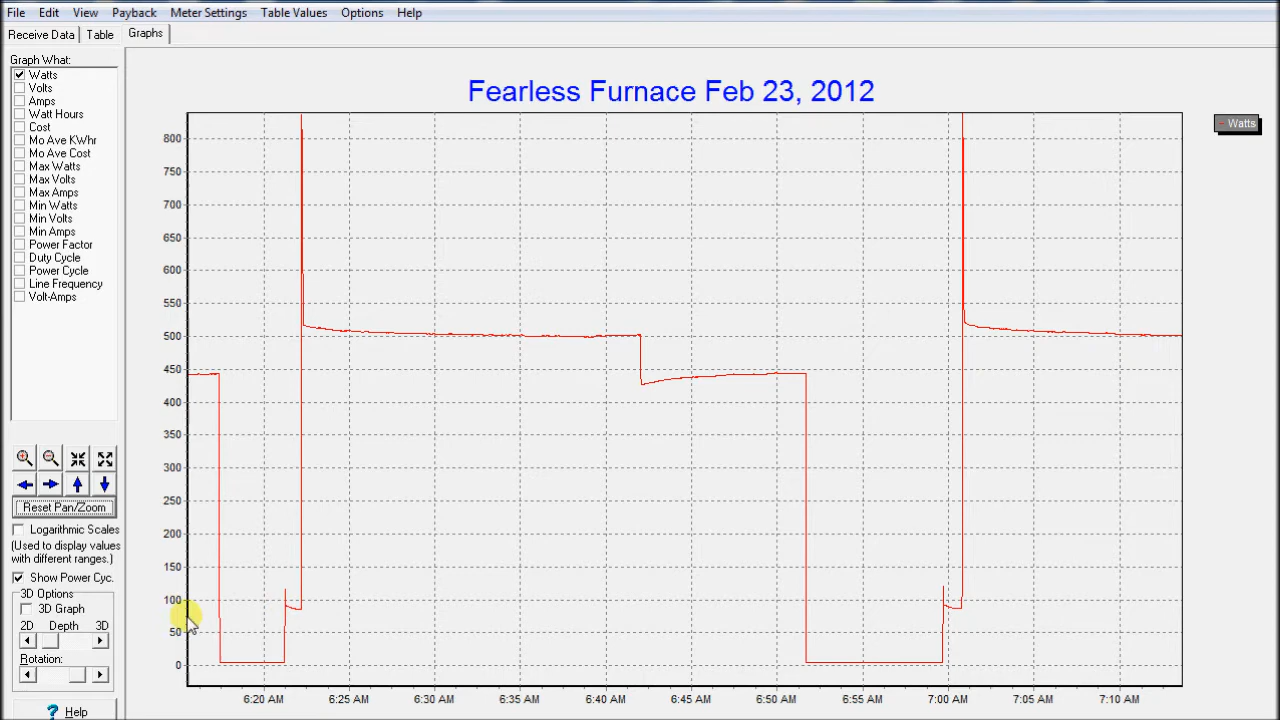 File Edit View Payback Meter Settings Table Values Options Help
Receive Data Table Graphs
Graph What:
Watts
Volts
Amps
Watt Hours
Cost
Mo Ave KWhr
Mo Ave Cost
Max Watts
Max Volts
Max Amps
Min Watts
Min Volts
Min Amps
Power Factor
Duty Cycle
Power Cycle
Line Frequency
Volt-Amps
Reset Pan/Zoom
Logarithmic Scales
(Used to display values
with different ranges.)
Show Power Cyc.
3D Options
3D Graph
2D Depth 3D
Rotation:
Help
Fearless Furnace Feb 23, 2012
Watts
800
750
700
650
600
550
500
450
400
350
300
250
200
150
100
50
0
6:20 AM 6:25 AM 6:30 AM 6:35 AM 6:40 AM 6:45 AM 6:50 AM 6:55 AM 7:00 AM 7:05 AM 7:10 AM